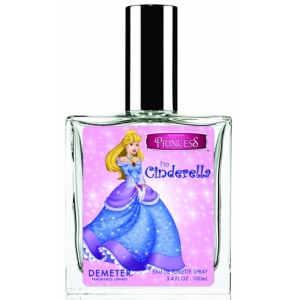 PRINCESS
I'm
Cinderella
DEMETER
FRAGRANCE LIBRARY
EAU DE TOILETTE SPRAY
3.4 FL.OZ - 100mL